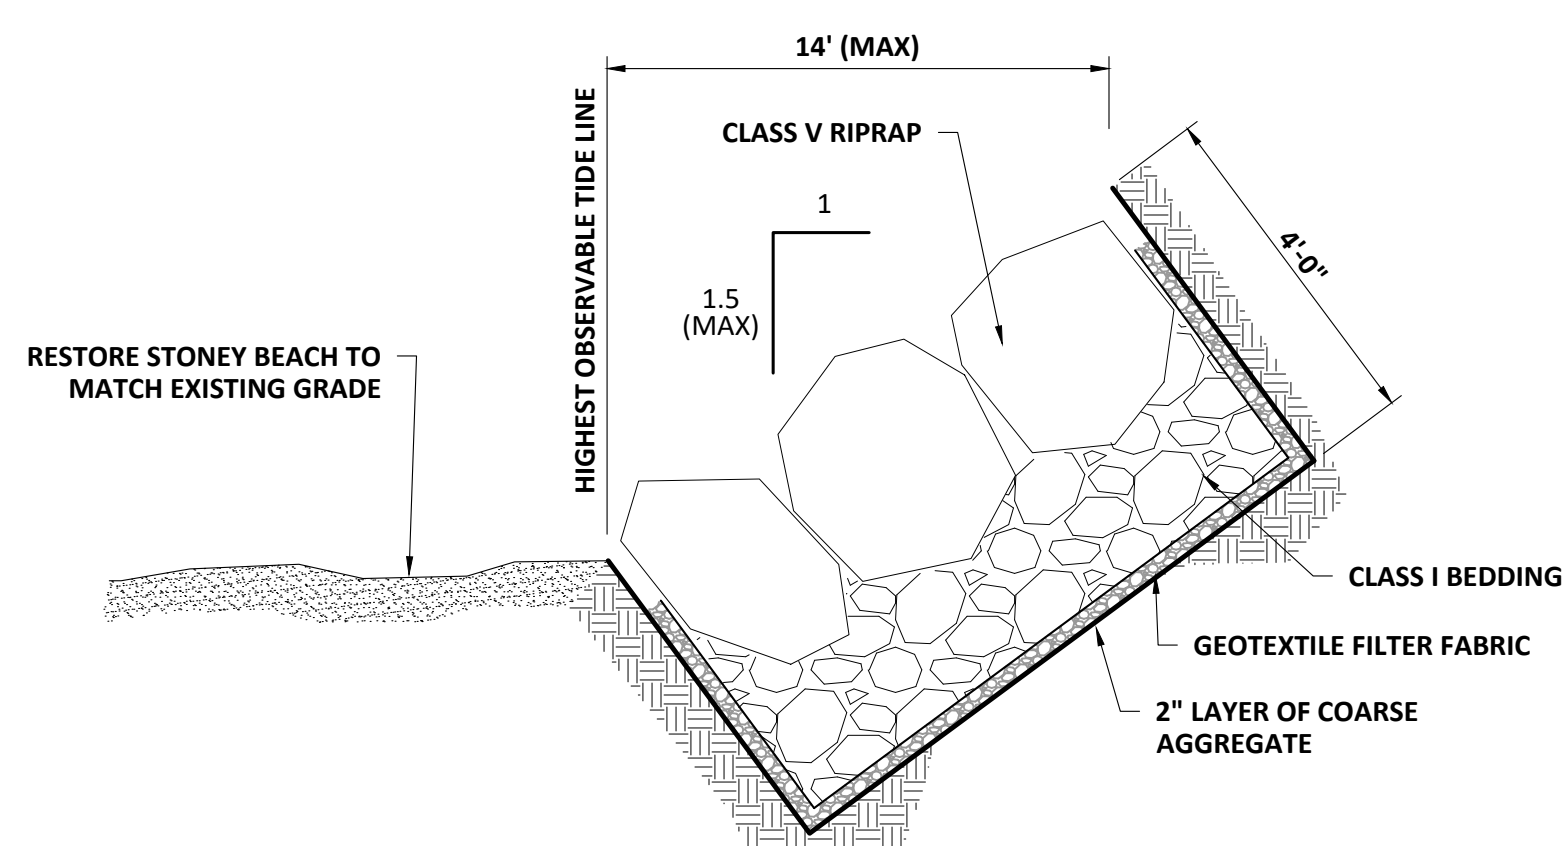 14' (MAX)
HIGHEST OBSERVABLE TIDE LINE
CLASS V RIPRAP
1
1.5
(MAX)
4'-0"
RESTORE STONEY BEACH TO
MATCH EXISTING GRADE
CLASS I BEDDING
GEOTEXTILE FILTER FABRIC
2" LAYER OF COARSE
AGGREGATE